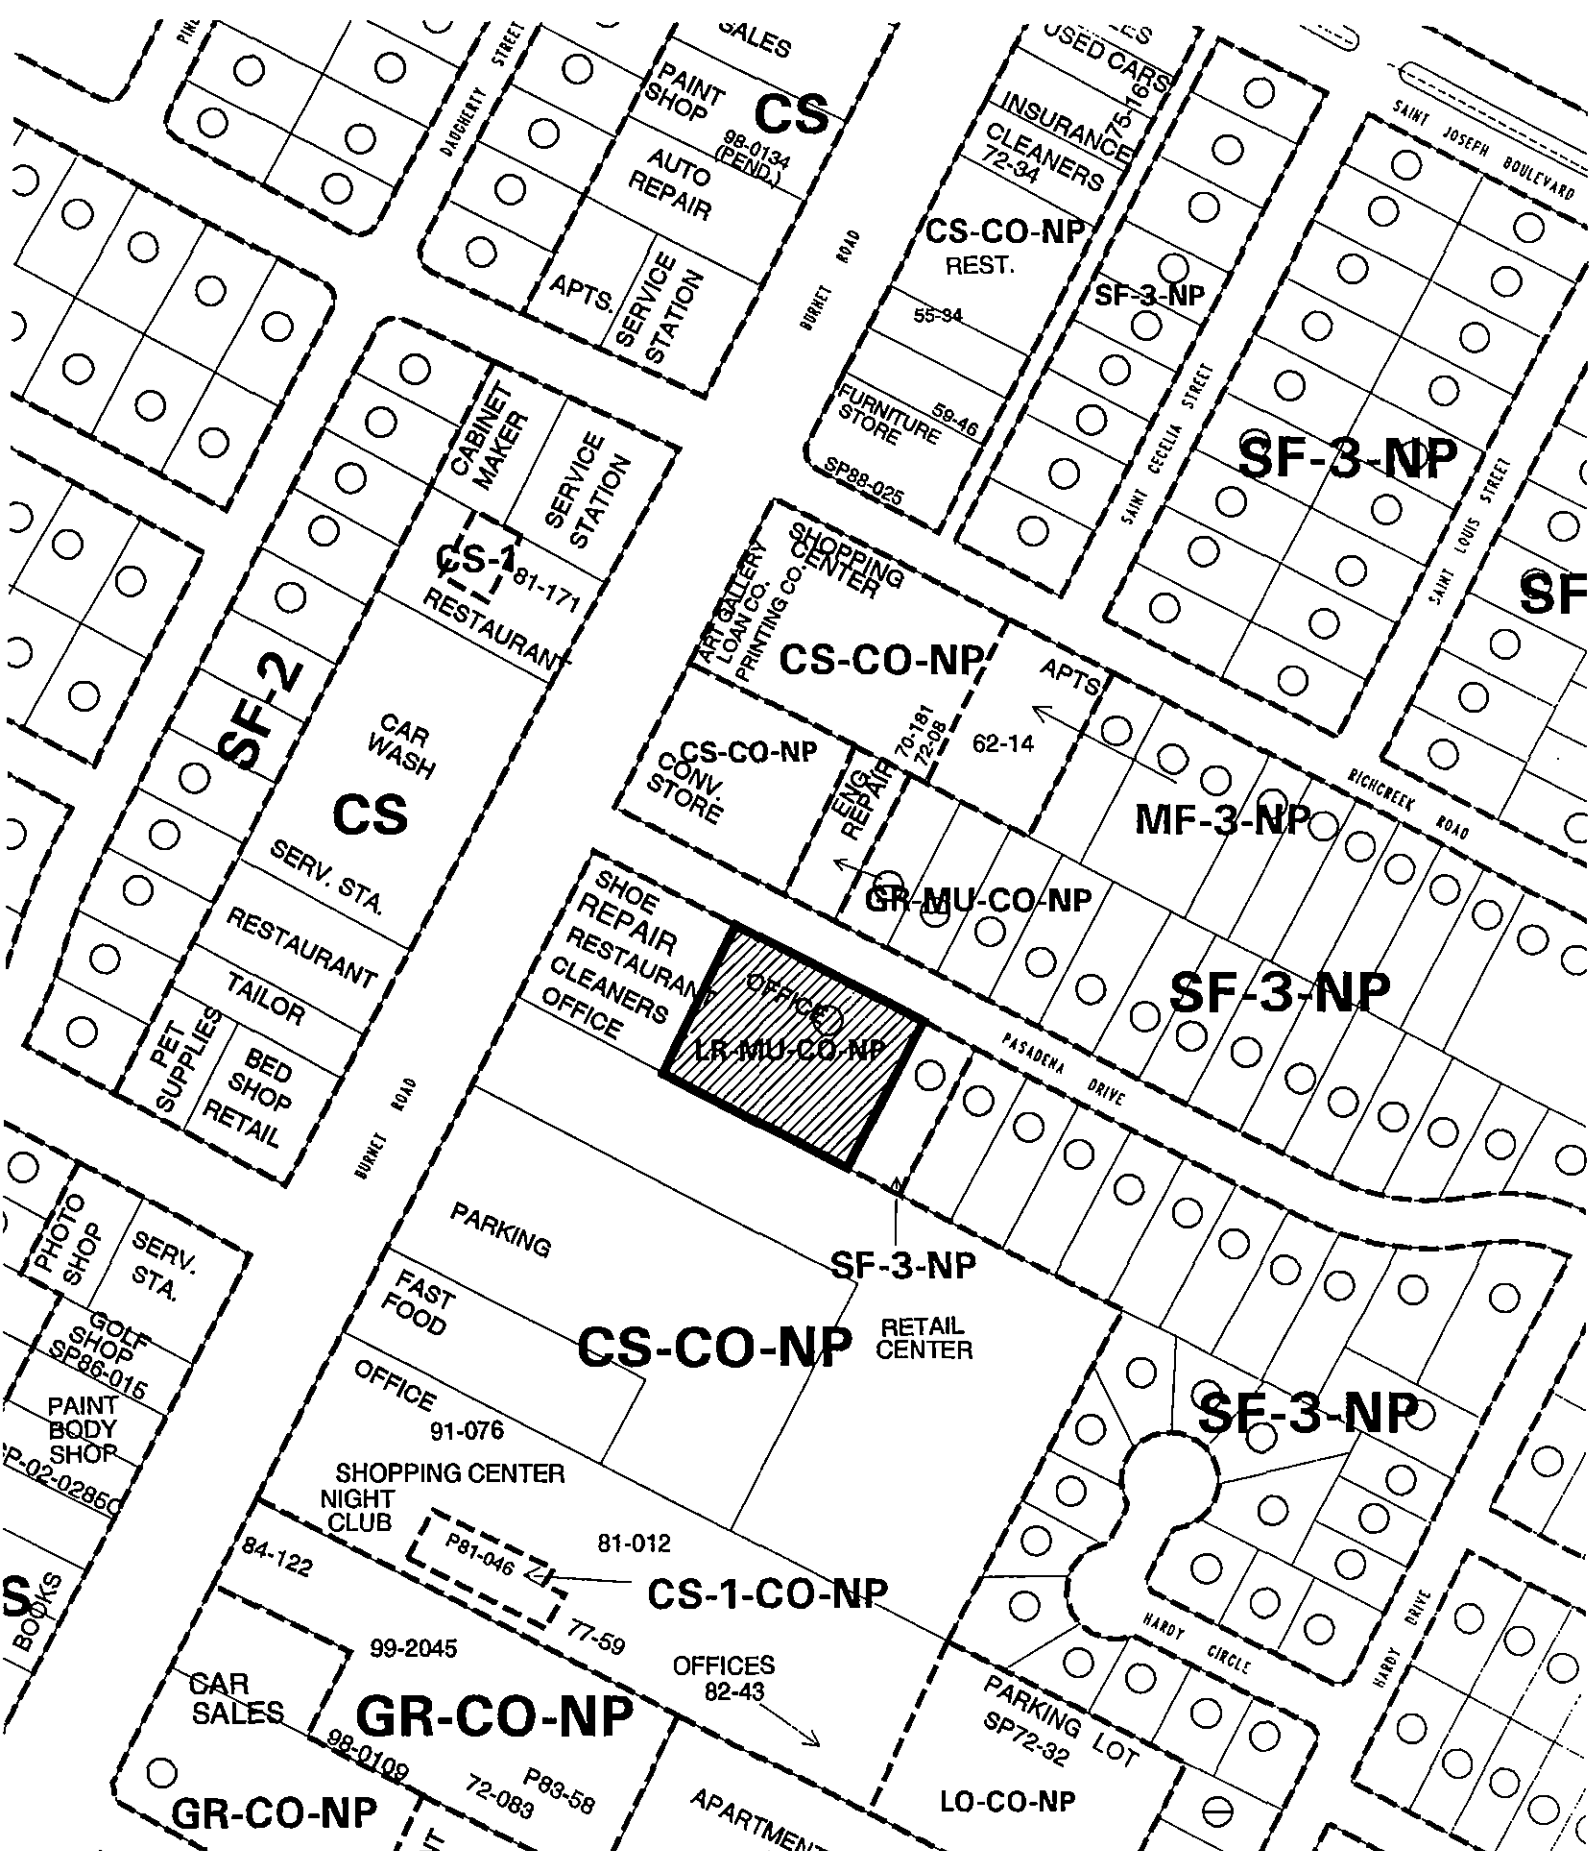 SALES
PAINT
SHOP
CS
98-0134
(PEND.)
AUTO
REPAIR
APTS.
SERVICE
STATION
DAUGHERTY STREET
BURNET ROAD
USED CARS
75-16
INSURANCE
CLEANERS
72-34
CS-CO-NP
REST.
55-34
FURNITURE
STORE
59-46
SP88-025
SF-3-NP
SAINT CECELIA STREET
SAINT JOSEPH BOULEVARD
SF-3-NP
SAINT LOUIS STREET
SF
CABINET
MAKER
SERVICE
STATION
CS-1
81-171
RESTAURANT
SF-2
CAR
WASH
CS
SERV. STA.
RESTAURANT
TAILOR
PET
SUPPLIES
BED
SHOP
RETAIL
BURNET ROAD
SHOPPING
CENTER
ART GALLERY
LOAN CO.
PRINTING CO.
CS-CO-NP
70-181
72-08
APTS
62-14
CS-CO-NP
CONV.
STORE
ENG.
REPAIR
MF-3-NP
RICHCREEK ROAD
GR-MU-CO-NP
SF-3-NP
SHOE
REPAIR
RESTAURANT
CLEANERS
OFFICE
OFFICE
LR-MU-CO-NP
PASADENA DRIVE
SF-3-NP
PARKING
FAST
FOOD
CS-CO-NP
RETAIL
CENTER
OFFICE
91-076
SHOPPING CENTER
NIGHT
CLUB
P81-046
81-012
CS-1-CO-NP
84-122
77-59
99-2045
OFFICES
82-43
CAR
SALES
GR-CO-NP
98-0109
72-083
P83-58
GR-CO-NP
APARTMENT
PHOTO
SHOP
SERV.
STA.
GOLF
SHOP
SP86-015
PAINT
BODY
SHOP
P-02-0285C
S
BOOKS
SF-3-NP
HARDY CIRCLE
HARDY DRIVE
PARKING LOT
SP72-32
LO-CO-NP